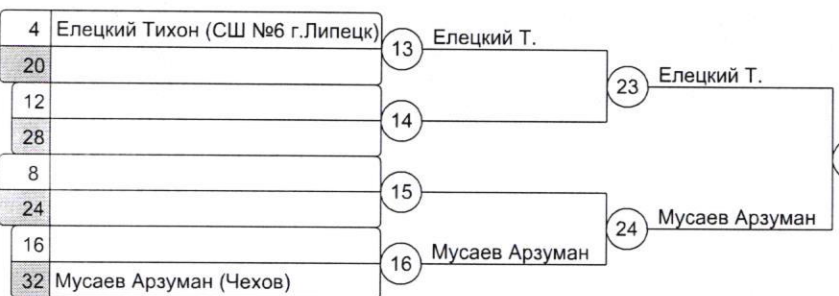 4 Елецкий Тихон (СШ №6 г.Липецк)
13 Елецкий Т.
20
23 Елецкий Т.
12
14
28
8
15
24
24 Мусаев Арзуман
16
16 Мусаев Арзуман
32 Мусаев Арзуман (Чехов)